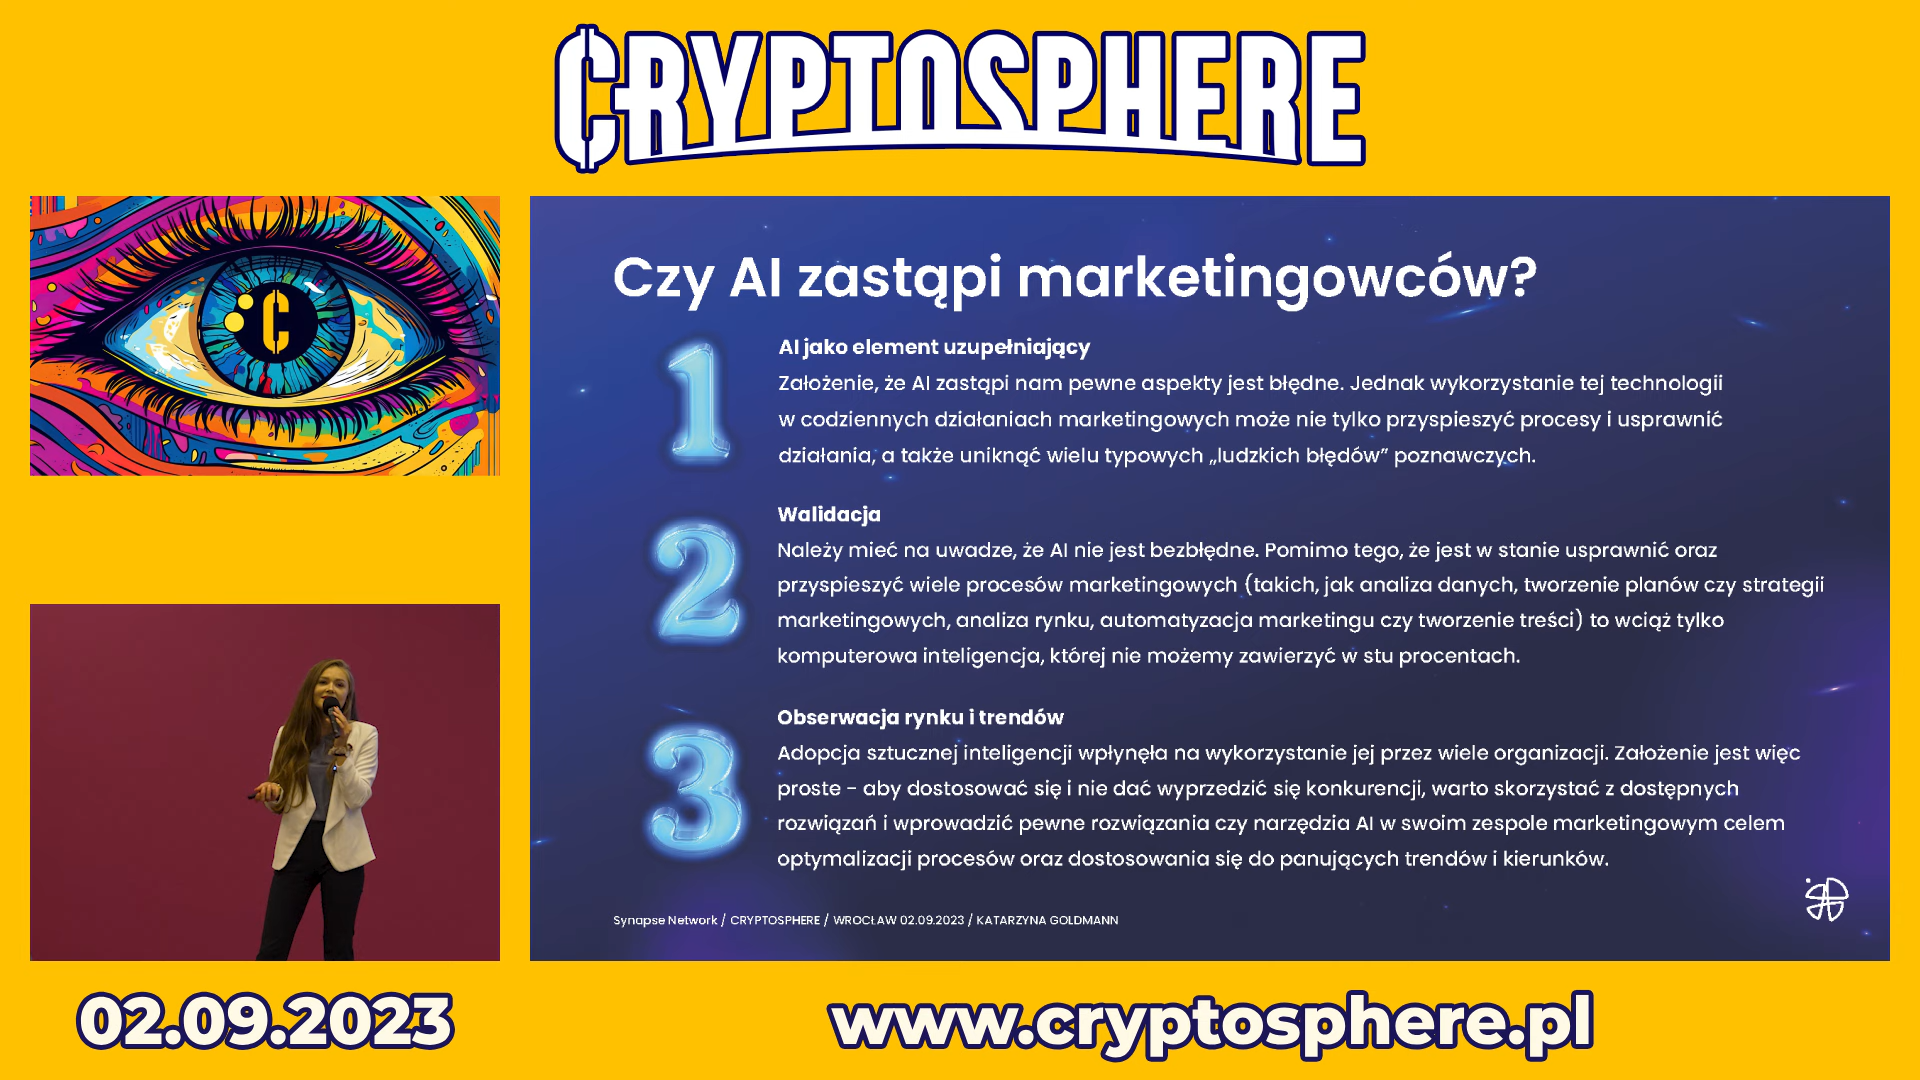 CRYPTOSPHERE
Czy AI zastąpi marketingowców?
1
AI jako element uzupełniający
Założenie, że AI zastąpi nam pewne aspekty jest błędne. Jednak wykorzystanie tej technologii
w codziennych działaniach marketingowych może nie tylko przyspieszyć procesy i usprawnić
działania, a także uniknąć wielu typowych „ludzkich błędów” poznawczych.
2
Walidacja
Należy mieć na uwadze, że AI nie jest bezbłędne. Pomimo tego, że jest w stanie usprawnić oraz
przyspieszyć wiele procesów marketingowych (takich, jak analiza danych, tworzenie planów czy strategii
marketingowych, analiza rynku, automatyzacja marketingu czy tworzenie treści) to wciąż tylko
komputerowa inteligencja, której nie możemy zawierzyć w stu procentach.
3
Obserwacja rynku i trendów
Adopcja sztucznej inteligencji wpłynęła na wykorzystanie jej przez wiele organizacji. Założenie jest więc
proste - aby dostosować się i nie dać wyprzedzić się konkurencji, warto skorzystać z dostępnych
rozwiązań i wprowadzić pewne rozwiązania czy narzędzia AI w swoim zespole marketingowym celem
optymalizacji procesów oraz dostosowania się do panujących trendów i kierunków.
Synapse Network / CRYPTOSPHERE / WROCŁAW 02.09.2023 / KATARZYNA GOLDMANN
02.09.2023
www.cryptosphere.pl